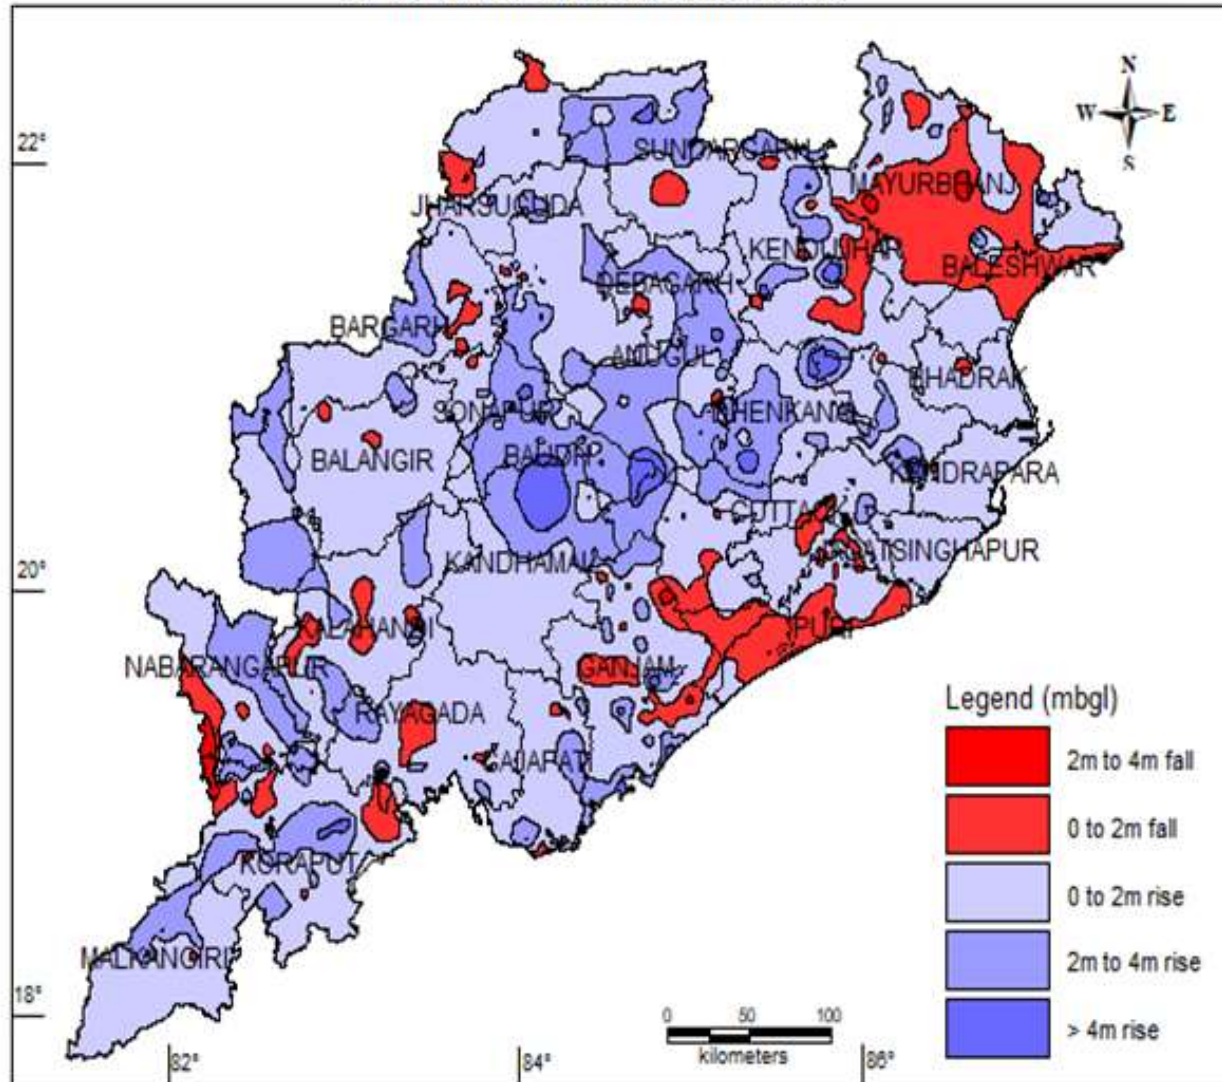 N
W E
S
22°
SUNDARGARH
MAYURBHANJ
JHARSUGUDA
KENDUJHAR
BALESHWAR
DEBAGARH
BARGARH
ANUGUL
BHADRAK
SONAPUR
DHENKANAL
BAUDH
BALANGIR
KENDRAPARA
CUTTACK
JAGATSINGHAPUR
KANDHAMAL
20°
KALAHANDI
PURI
NABARANGAPUR
GANJAM
RAYAGADA
GAJAPATI
KORAPUT
MALKANGIRI
18°
82° 84° 86°
Legend (mbgl)
2m to 4m fall
0 to 2m fall
0 to 2m rise
2m to 4m rise
> 4m rise
0 50 100
kilometers